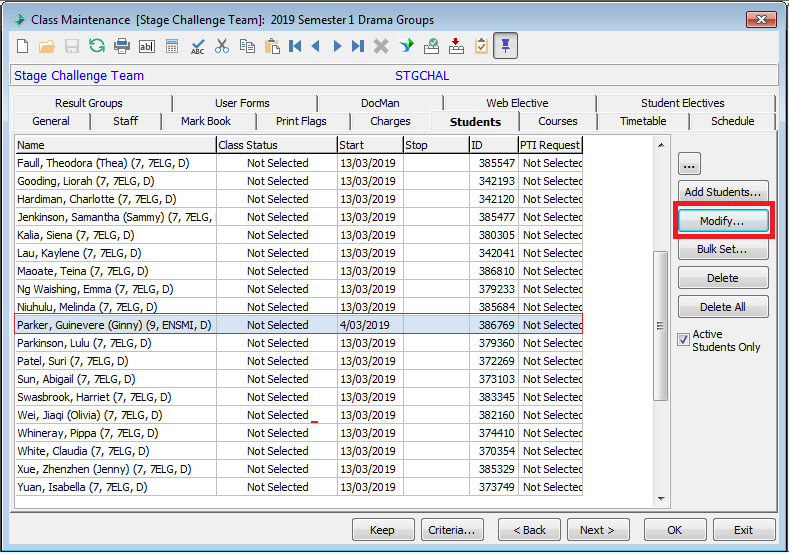 Class Maintenance [Stage Challenge Team]: 2019 Semester 1 Drama Groups
ab
ABC
Stage Challenge Team STGCHAL
Result Groups User Forms DocMan Web Elective Student Electives
General Staff Mark Book Print Flags Charges Students Courses Timetable Schedule
Name Class Status Start Stop ID PTI Request
Faull, Theodora (Thea) (7, 7ELG, D) Not Selected 13/03/2019 385547 Not Selected
Gooding, Liorah (7, 7ELG, D) Not Selected 13/03/2019 342193 Not Selected
Hardiman, Charlotte (7, 7ELG, D) Not Selected 13/03/2019 342120 Not Selected
Jenkinson, Samantha (Sammy) (7, 7ELG, Not Selected 13/03/2019 385477 Not Selected
Kalia, Siena (7, 7ELG, D) Not Selected 13/03/2019 380305 Not Selected
Lau, Kaylene (7, 7ELG, D) Not Selected 13/03/2019 342041 Not Selected
Maoate, Teina (7, 7ELG, D) Not Selected 13/03/2019 386810 Not Selected
Ng Waishing, Emma (7, 7ELG, D) Not Selected 13/03/2019 379233 Not Selected
Niuhulu, Melinda (7, 7ELG, D) Not Selected 13/03/2019 385684 Not Selected
Parker, Guinevere (Ginny) (9, ENSMI, D) Not Selected 4/03/2019 386769 Not Selected
Parkinson, Lulu (7, 7ELG, D) Not Selected 13/03/2019 379360 Not Selected
Patel, Suri (7, 7ELG, D) Not Selected 13/03/2019 372269 Not Selected
Sun, Abigail (7, 7ELG, D) Not Selected 13/03/2019 373103 Not Selected
Swasbrook, Harriet (7, 7ELG, D) Not Selected 13/03/2019 383345 Not Selected
Wei, Jiaqi (Olivia) (7, 7ELG, D) Not Selected 13/03/2019 382160 Not Selected
Whineray, Pippa (7, 7ELG, D) Not Selected 13/03/2019 374410 Not Selected
White, Claudia (7, 7ELG, D) Not Selected 13/03/2019 370354 Not Selected
Xue, Zhenzhen (Jenny) (7, 7ELG, D) Not Selected 13/03/2019 385329 Not Selected
Yuan, Isabella (7, 7ELG, D) Not Selected 13/03/2019 373749 Not Selected
...
Add Students...
Modify...
Bulk Set...
Delete
Delete All
Active
Students Only
Keep Criteria... < Back Next > OK Exit